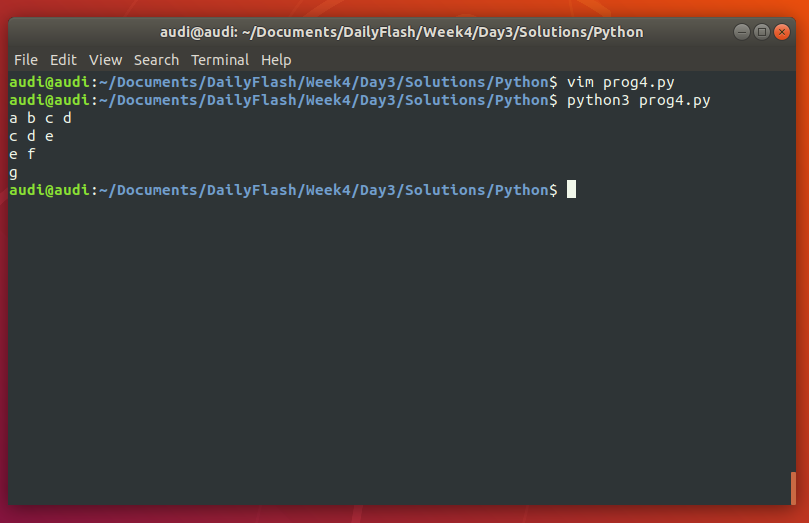 audi@audi: ~/Documents/DailyFlash/Week4/Day3/Solutions/Python
File Edit View Search Terminal Help
audi@audi:~/Documents/DailyFlash/Week4/Day3/Solutions/Python$ vim prog4.py
audi@audi:~/Documents/DailyFlash/Week4/Day3/Solutions/Python$ python3 prog4.py
a b c d
c d e
e f
g
audi@audi:~/Documents/DailyFlash/Week4/Day3/Solutions/Python$